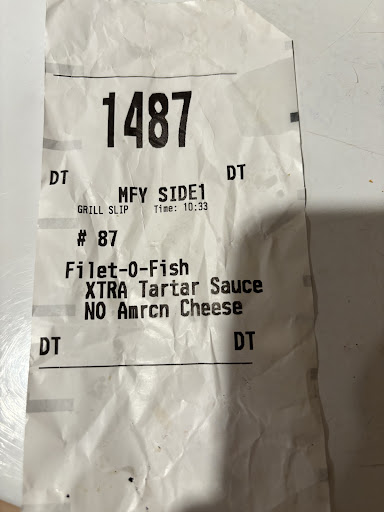 1487
DT DT
MFY SIDE1
GRILL SLIP Time: 10:33
# 87
Filet-O-Fish
XTRA Tartar Sauce
NO Amrcn Cheese
DT DT